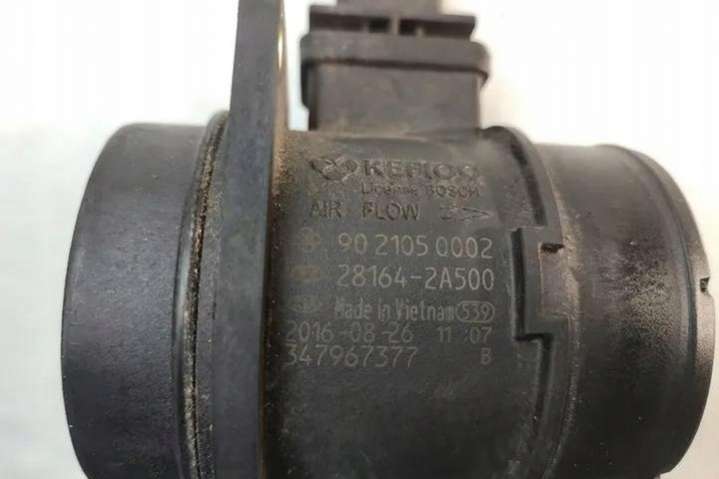 KEFICO
License BOSCH
AIR FLOW
90 2105 0002
28164-2A500
Made in Vietnam 539
2016-08-26 11:07
347967377 B